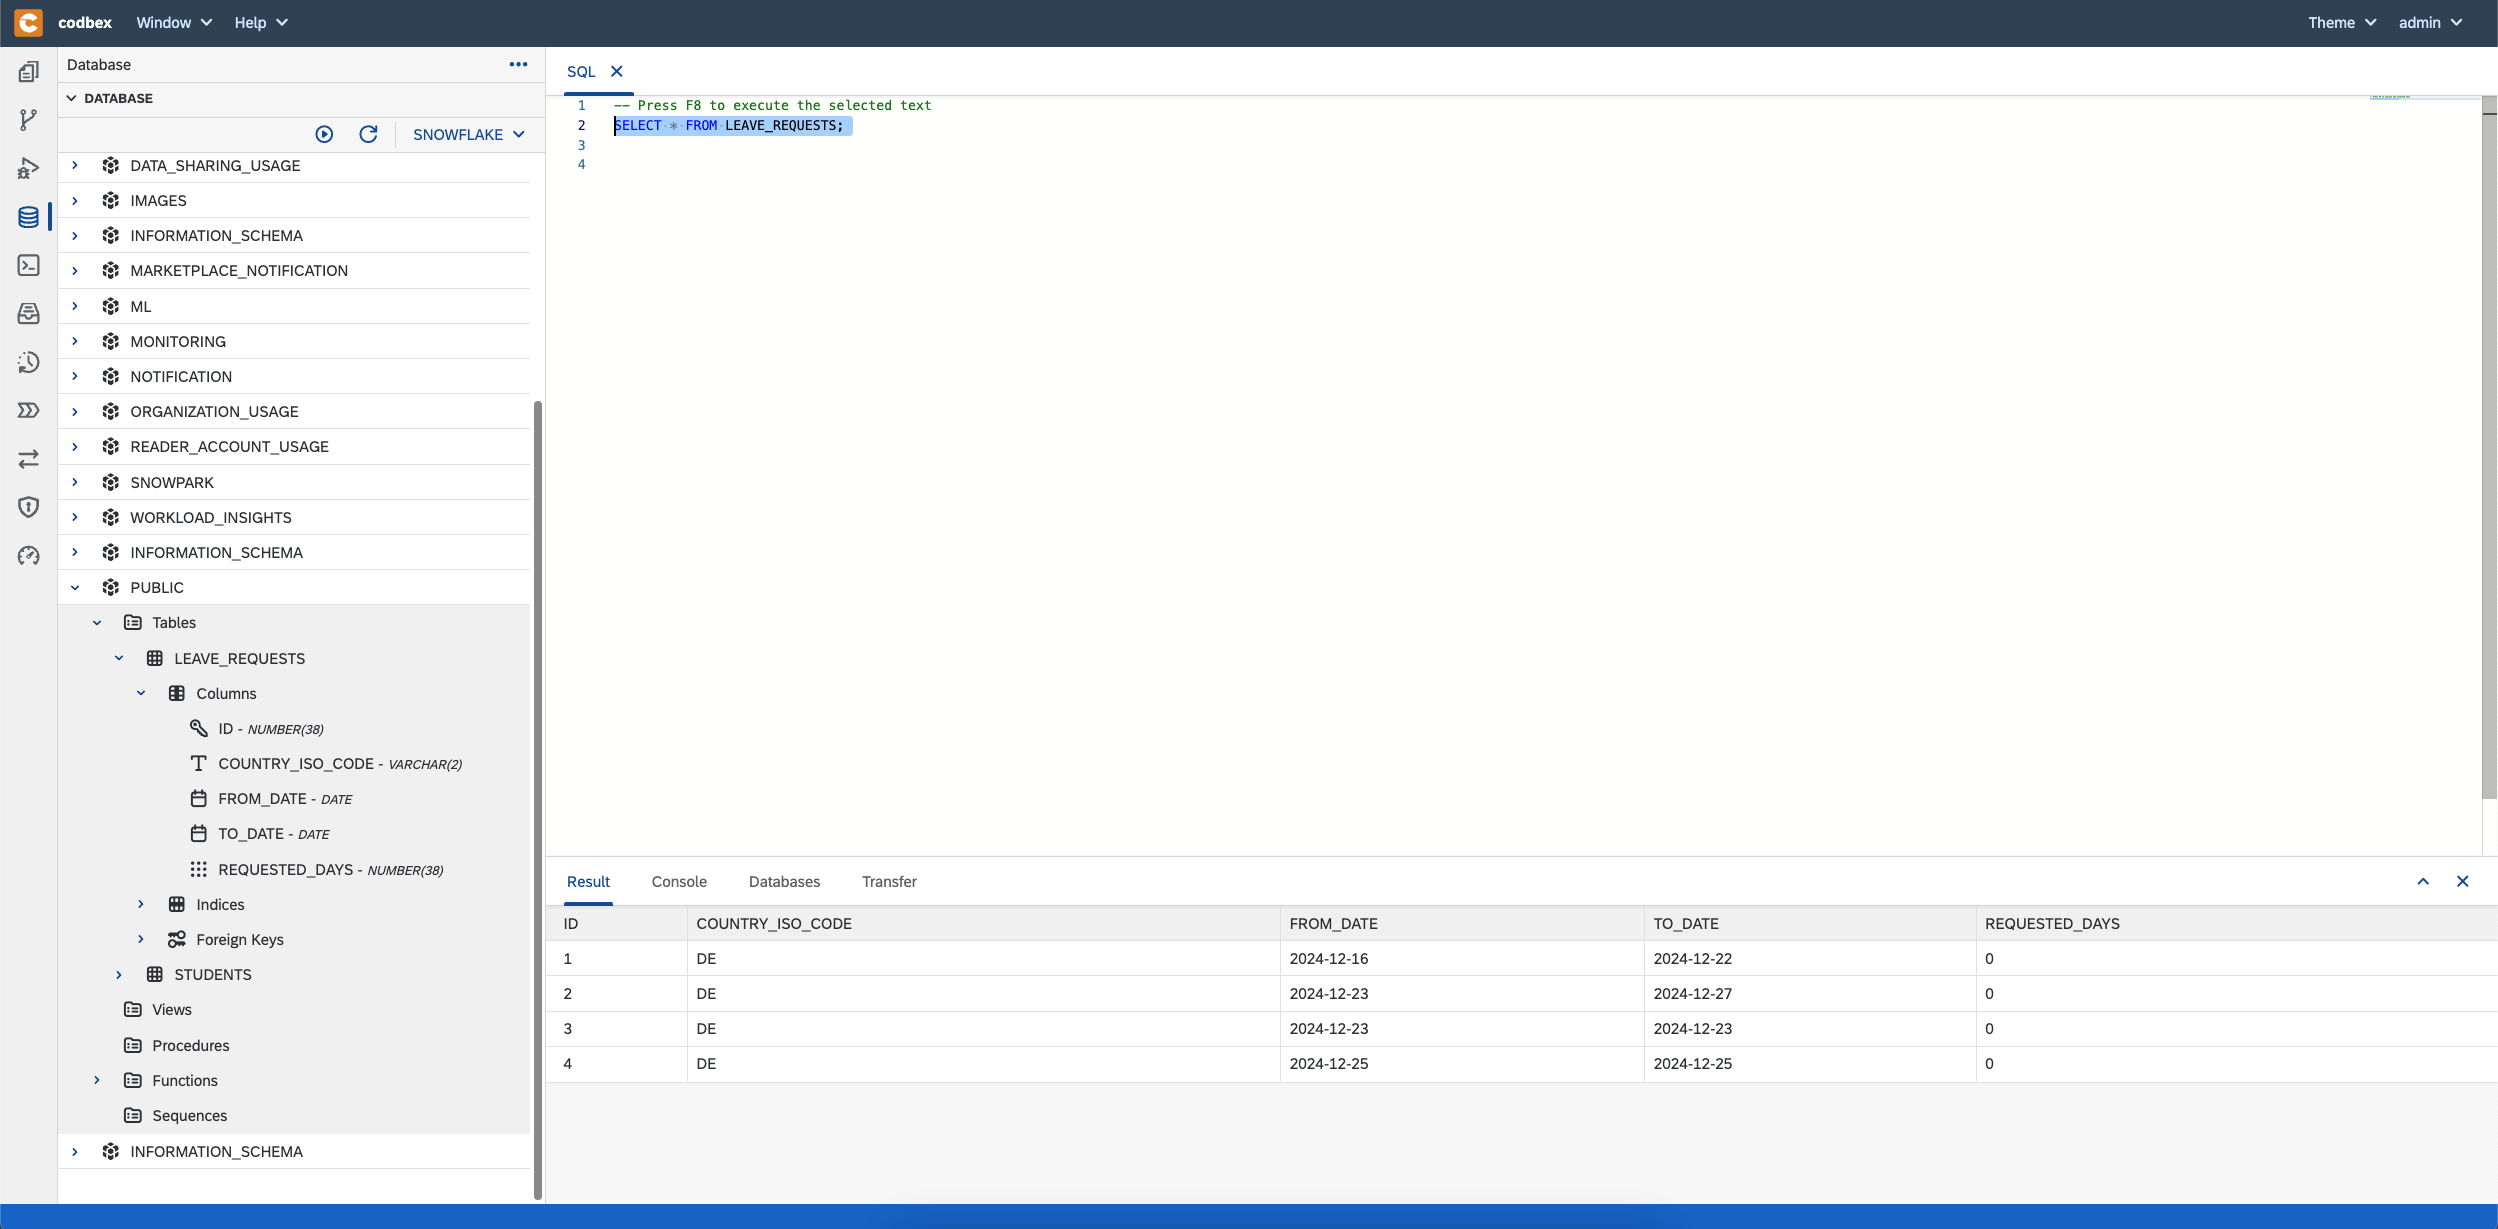 codbex Window Help Theme admin
Database
DATABASE
SNOWFLAKE
DATA_SHARING_USAGE
IMAGES
INFORMATION_SCHEMA
MARKETPLACE_NOTIFICATION
ML
MONITORING
NOTIFICATION
ORGANIZATION_USAGE
READER_ACCOUNT_USAGE
SNOWPARK
WORKLOAD_INSIGHTS
INFORMATION_SCHEMA
PUBLIC
Tables
LEAVE_REQUESTS
Columns
ID - NUMBER(38)
COUNTRY_ISO_CODE - VARCHAR(2)
FROM_DATE - DATE
TO_DATE - DATE
REQUESTED_DAYS - NUMBER(38)
Indices
Foreign Keys
STUDENTS
Views
Procedures
Functions
Sequences
INFORMATION_SCHEMA
SQL
1 -- Press F8 to execute the selected text
2 SELECT * FROM LEAVE_REQUESTS;
3
4
Result Console Databases Transfer
ID COUNTRY_ISO_CODE FROM_DATE TO_DATE REQUESTED_DAYS
1 DE 2024-12-16 2024-12-22 0
2 DE 2024-12-23 2024-12-27 0
3 DE 2024-12-23 2024-12-23 0
4 DE 2024-12-25 2024-12-25 0